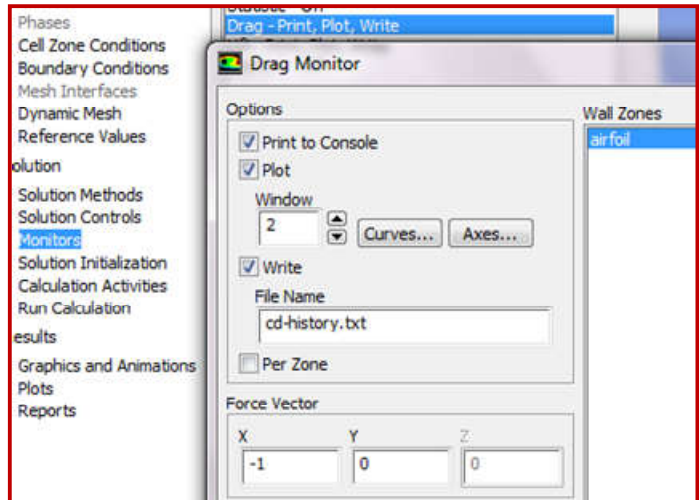 Phases
Cell Zone Conditions
Boundary Conditions
Mesh Interfaces
Dynamic Mesh
Reference Values
olution
Solution Methods
Solution Controls
Monitors
Solution Initialization
Calculation Activities
Run Calculation
esults
Graphics and Animations
Plots
Reports
Drag - Print, Plot, Write
Drag Monitor
Options
Print to Console
Plot
Window
2
Curves... Axes...
Write
File Name
cd-history.txt
Per Zone
Force Vector
X Y Z
-1 0 0
Wall Zones
airfoil